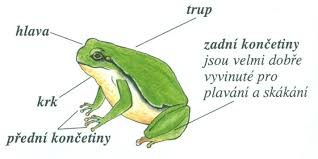 trup
hlava
zadní končetiny
jsou velmi dobře
vyvinuté pro
plavání a skákání
krk
přední končetiny